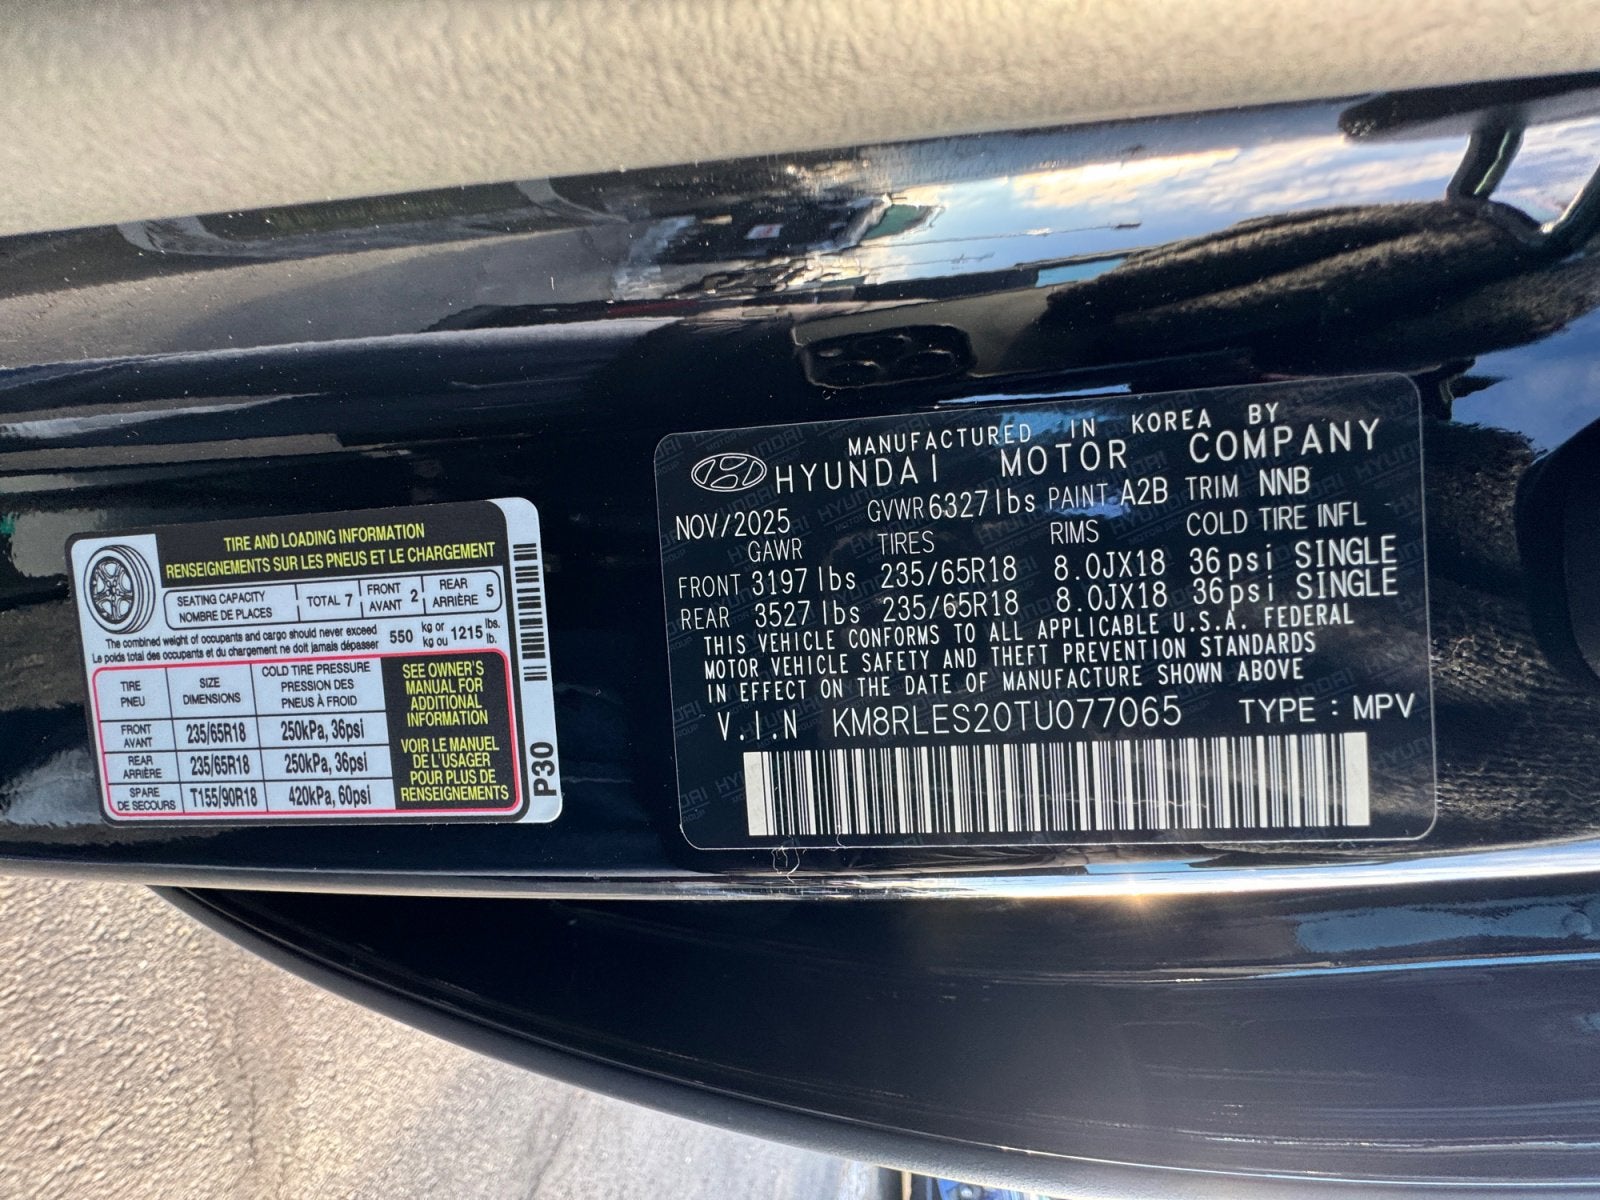 TIRE AND LOADING INFORMATION
RENSEIGNEMENTS SUR LES PNEUS ET LE CHARGEMENT
SEATING CAPACITY
NOMBRE DE PLACES
TOTAL 7
FRONT
AVANT 2
REAR
ARRIÈRE 5
The combined weight of occupants and cargo should never exceed
Le poids total des occupants et du chargement ne doit jamais dépasser
550 kg or 1215 lbs.
kg ou lb.
TIRE
PNEU
SIZE
DIMENSIONS
COLD TIRE PRESSURE
PRESSION DES
PNEUS À FROID
FRONT
AVANT
235/65R18
250kPa, 36psi
REAR
ARRIÈRE
235/65R18
250kPa, 36psi
SPARE
DE SECOURS
T155/90R18
420kPa, 60psi
SEE OWNER'S
MANUAL FOR
ADDITIONAL
INFORMATION
VOIR LE MANUEL
DE L'USAGER
POUR PLUS DE
RENSEIGNEMENTS
P30
MANUFACTURED IN KOREA BY
HYUNDAI MOTOR COMPANY
NOV/2025 GVWR 6327lbs PAINT A2B TRIM NNB
GAWR TIRES RIMS COLD TIRE INFL
FRONT 3197lbs 235/65R18 8.0JX18 36psi SINGLE
REAR 3527lbs 235/65R18 8.0JX18 36psi SINGLE
THIS VEHICLE CONFORMS TO ALL APPLICABLE U.S.A. FEDERAL
MOTOR VEHICLE SAFETY AND THEFT PREVENTION STANDARDS
IN EFFECT ON THE DATE OF MANUFACTURE SHOWN ABOVE
V.I.N KM8RLES20TU077065 TYPE : MPV